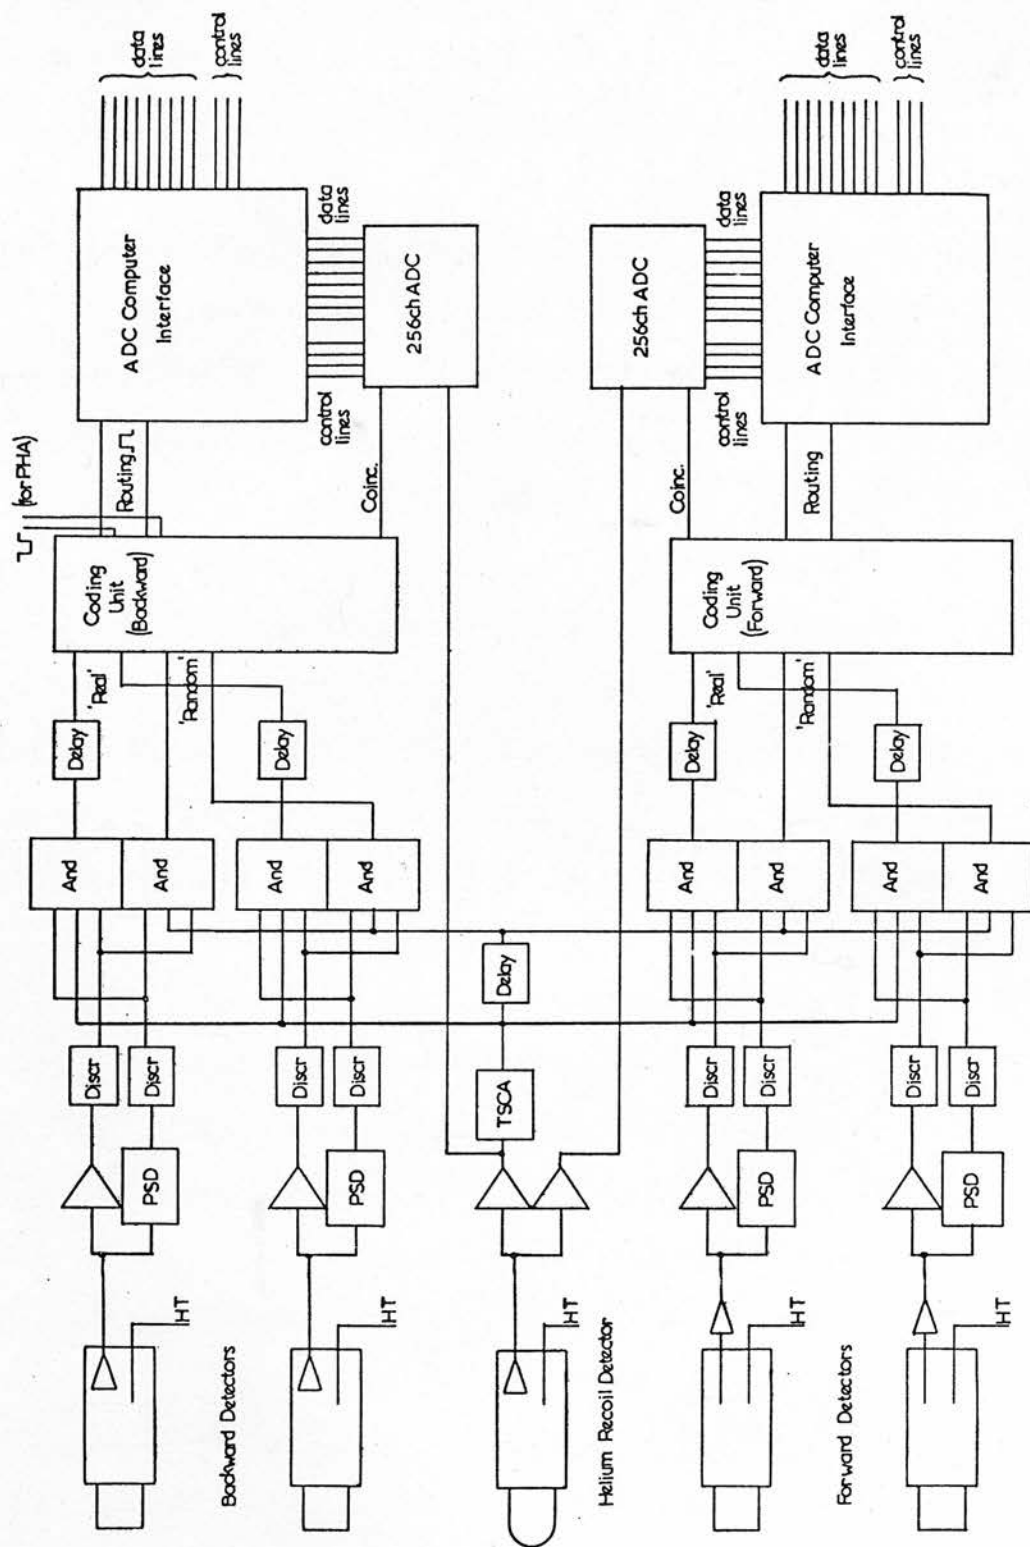 ⊔ (for PHA)
Backward Detectors
HT
PSD
Discr
Discr
And
And
Delay
'Real'
'Random'
Coding
Unit
(Backward)
Routing
ADC Computer
Interface
data
lines
control
lines
HT
PSD
Discr
Discr
And
And
Delay
Coinc.
control
lines
data
lines
256ch ADC
Helium Recoil Detector
HT
TSCA
Delay
256ch ADC
Coinc.
control
lines
data
lines
HT
PSD
Discr
Discr
And
And
Delay
'Real'
'Random'
Coding
Unit
(Forward)
Routing
ADC Computer
Interface
data
lines
control
lines
Forward Detectors
HT
PSD
Discr
Discr
And
And
Delay